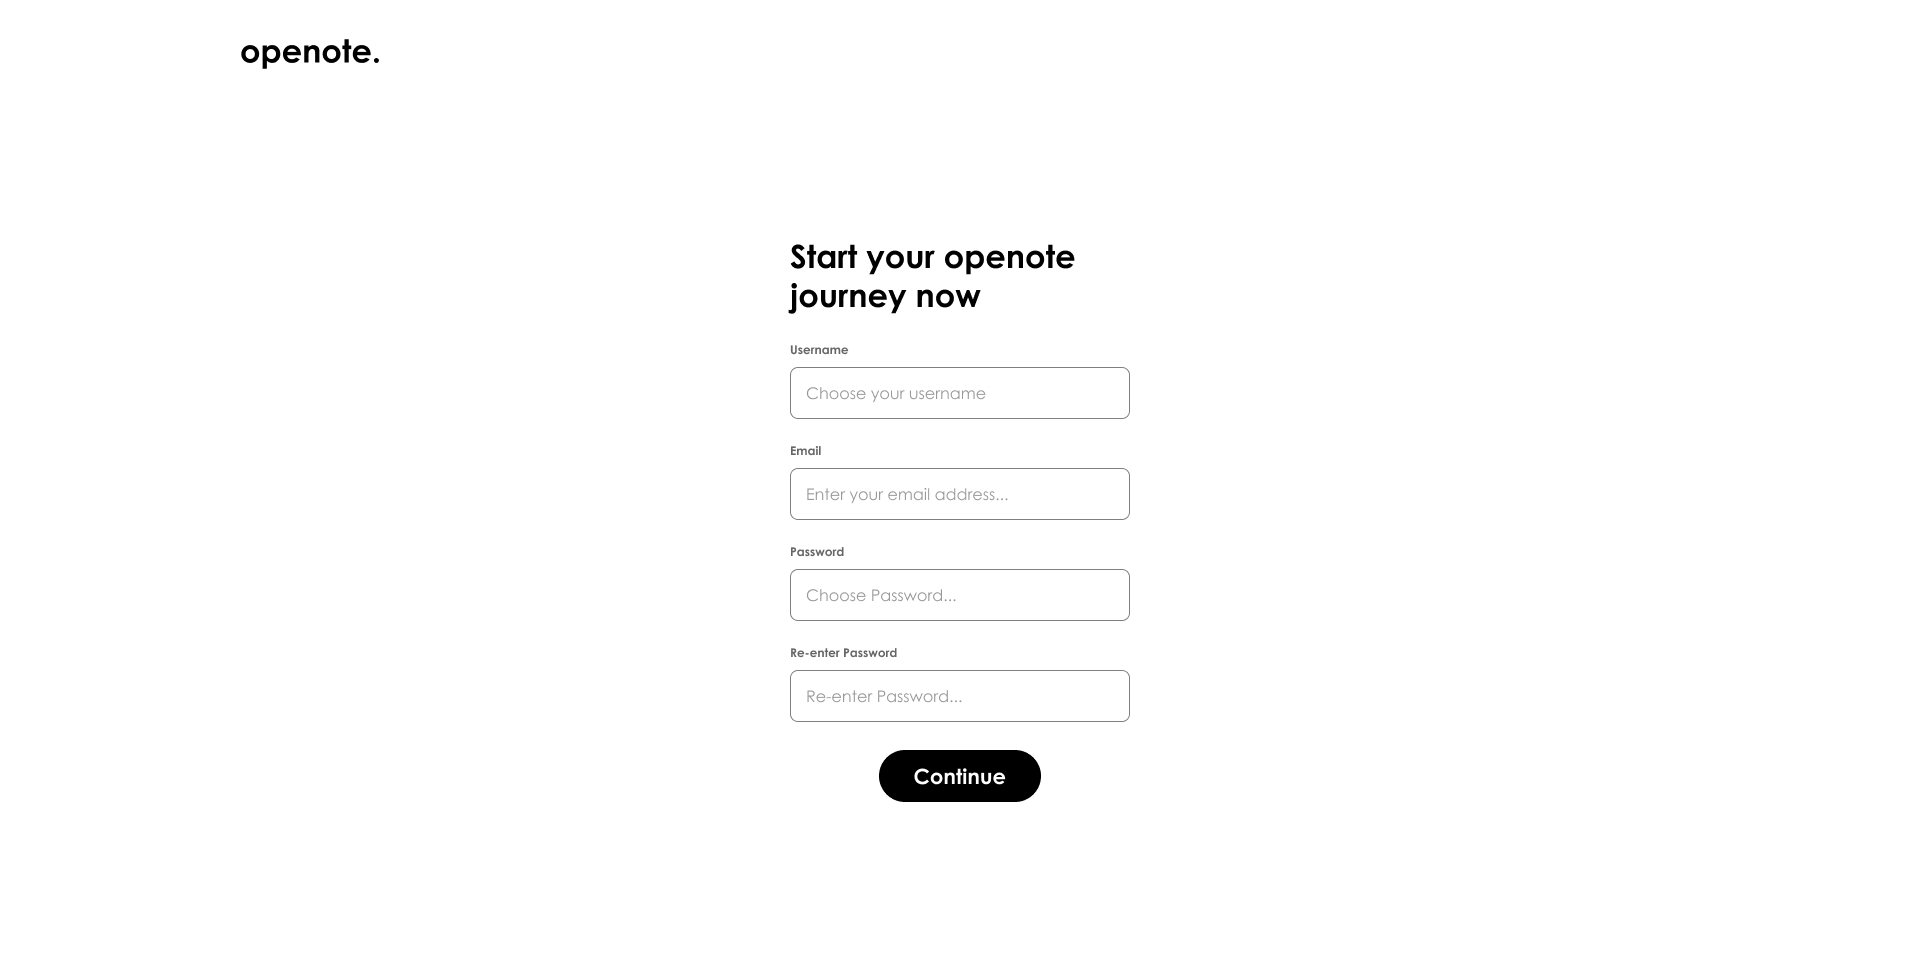 openote.
Start your openote
journey now
Username
Choose your username
Email
Enter your email address...
Password
Choose Password...
Re-enter Password
Re-enter Password...
Continue